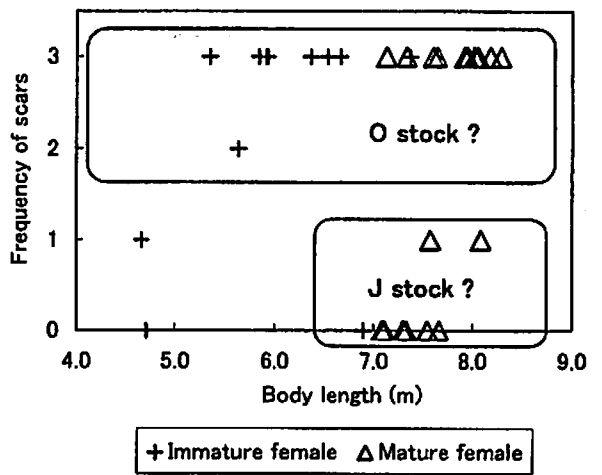 Frequency of scars
3
2
1
0
O stock ?
J stock ?
4.0 5.0 6.0 7.0 8.0 9.0
Body length (m)
+ Immature female △ Mature female